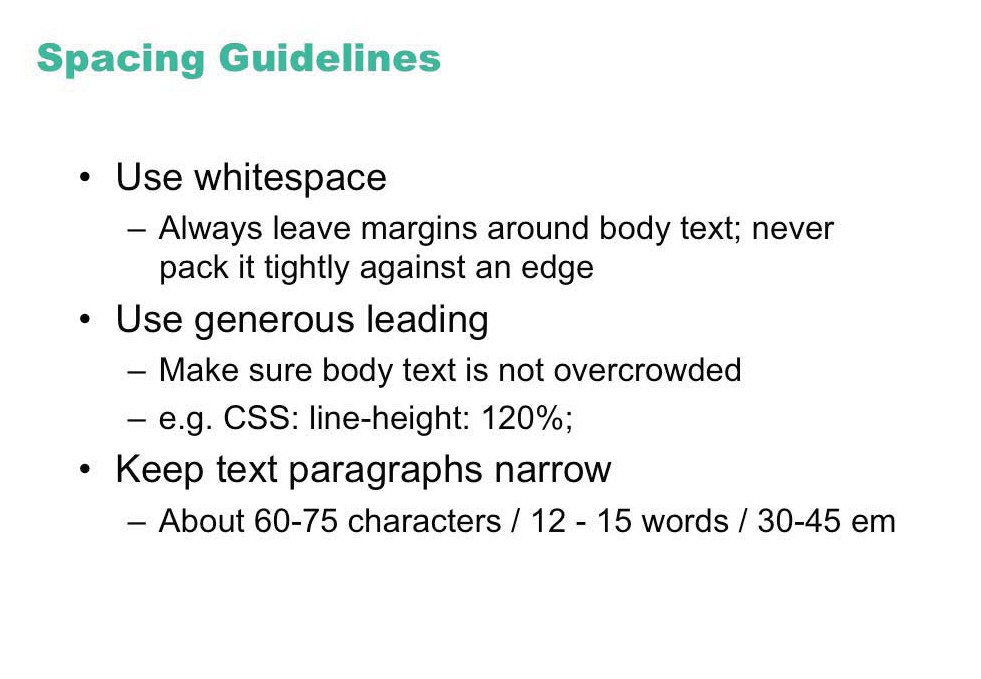 Spacing Guidelines
• Use whitespace
– Always leave margins around body text; never
pack it tightly against an edge
• Use generous leading
– Make sure body text is not overcrowded
– e.g. CSS: line-height: 120%;
• Keep text paragraphs narrow
– About 60-75 characters / 12 - 15 words / 30-45 em